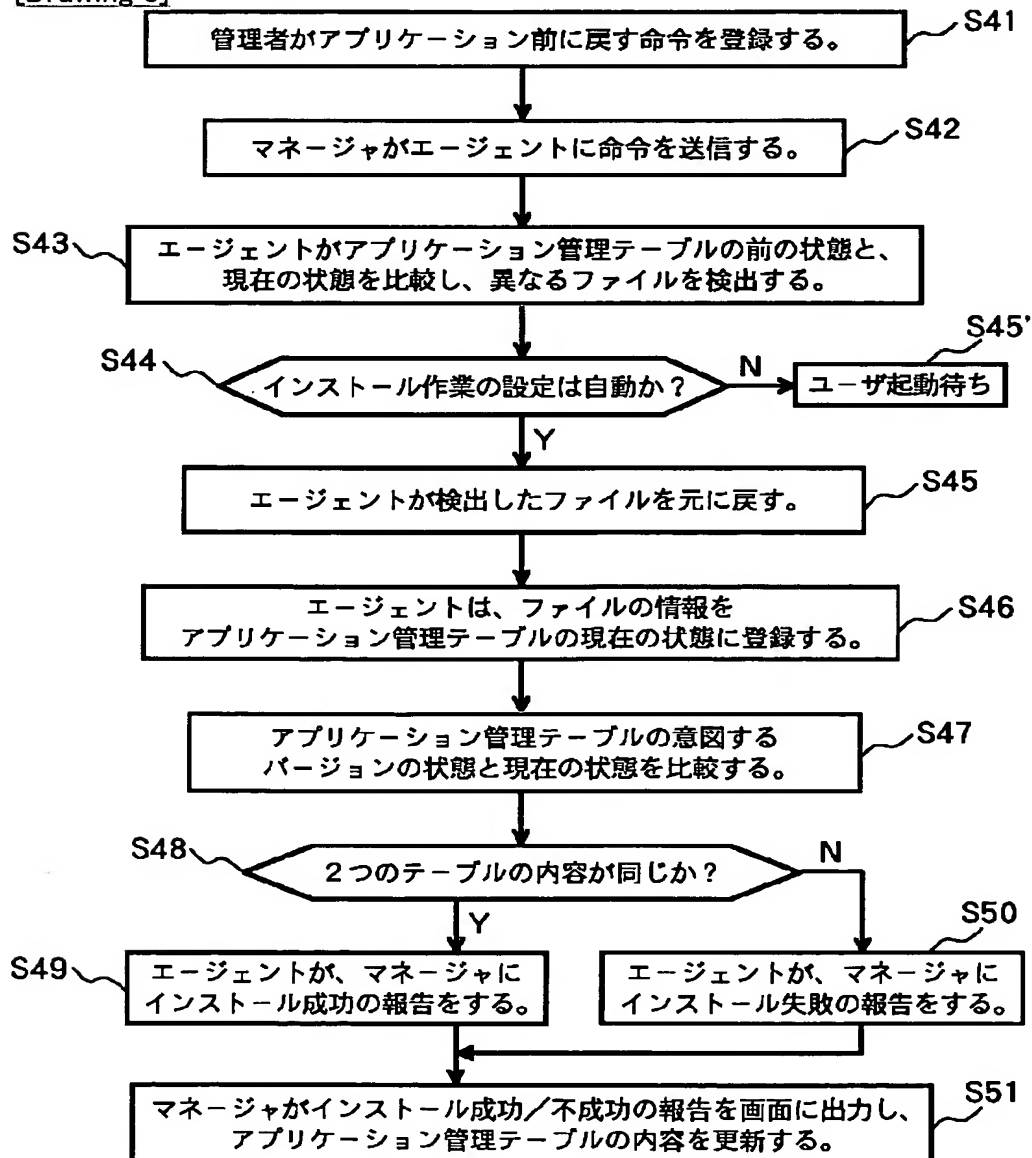 管理者がアプリケーション前に戻す命令を登録する。
S41
マネージャがエージェントに命令を送信する。
S42
S43
エージェントがアプリケーション管理テーブルの前の状態と、
現在の状態を比較し、異なるファイルを検出する。
S44
インストール作業の設定は自動か？
N
S45'
ユーザ起動待ち
Y
エージェントが検出したファイルを元に戻す。
S45
エージェントは、ファイルの情報を
アプリケーション管理テーブルの現在の状態に登録する。
S46
アプリケーション管理テーブルの意図する
バージョンの状態と現在の状態を比較する。
S47
S48
２つのテーブルの内容が同じか？
N
Y
S49
エージェントが、マネージャに
インストール成功の報告をする。
S50
エージェントが、マネージャに
インストール失敗の報告をする。
マネージャがインストール成功／不成功の報告を画面に出力し、
アプリケーション管理テーブルの内容を更新する。
S51